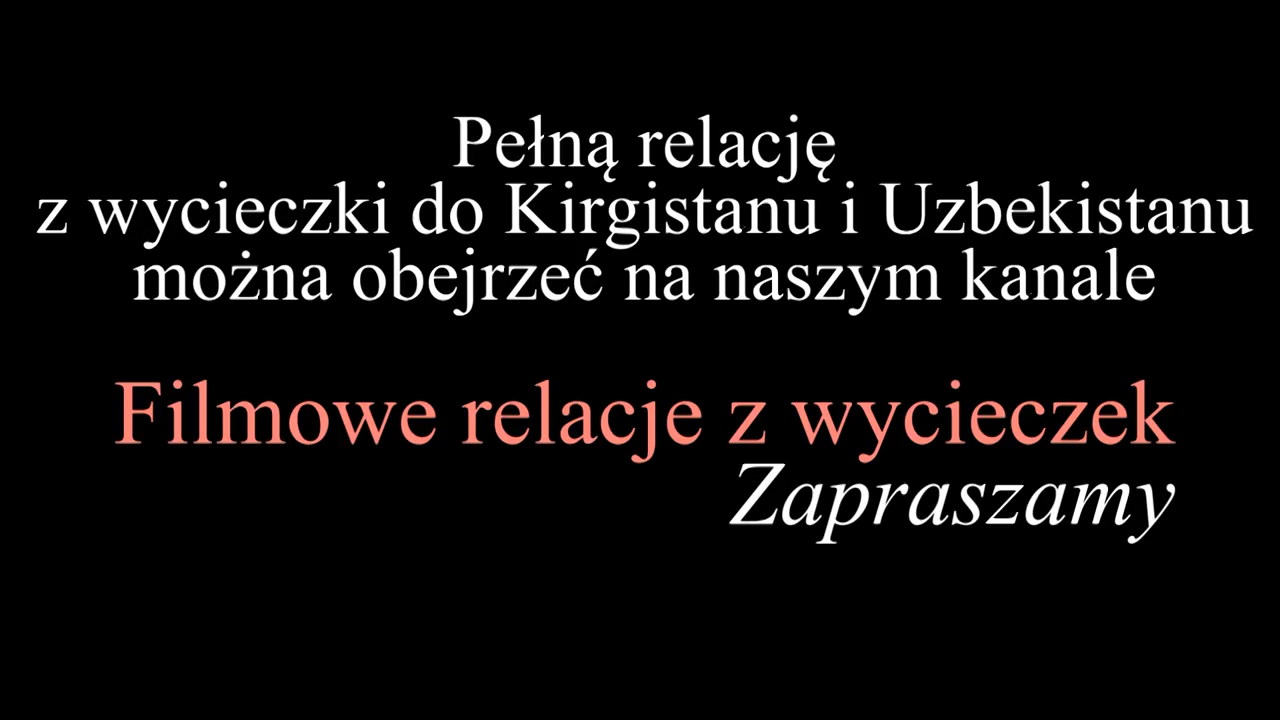 Pełną relację
z wycieczki do Kirgistanu i Uzbekistanu
można obejrzeć na naszym kanale
Filmowe relacje z wycieczek
Zapraszamy